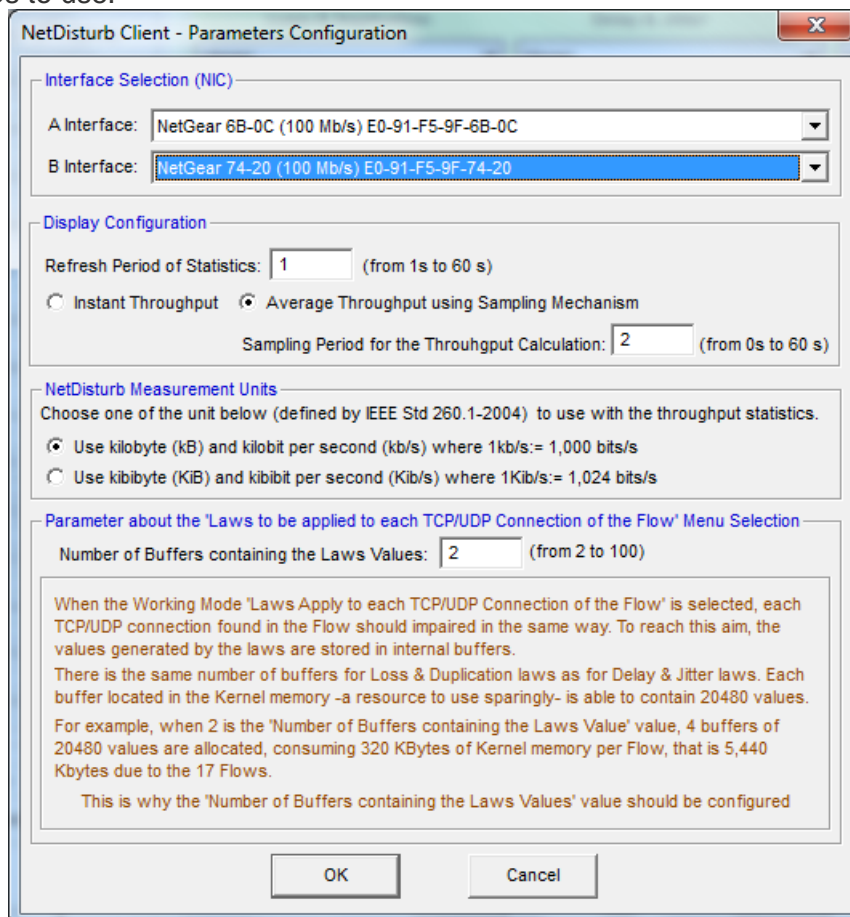 to use.
NetDisturb Client - Parameters Configuration
Interface Selection (NIC)
A Interface: NetGear 6B-0C (100 Mb/s) E0-91-F5-9F-6B-0C
B Interface: NetGear 74-20 (100 Mb/s) E0-91-F5-9F-74-20
Display Configuration
Refresh Period of Statistics: 1 (from 1s to 60 s)
Instant Throughput Average Throughput using Sampling Mechanism
Sampling Period for the Throuhgput Calculation: 2 (from 0s to 60 s)
NetDisturb Measurement Units
Choose one of the unit below (defined by IEEE Std 260.1-2004) to use with the throughput statistics.
Use kilobyte (kB) and kilobit per second (kb/s) where 1kb/s:= 1,000 bits/s
Use kibibyte (KiB) and kibibit per second (Kib/s) where 1Kib/s:= 1,024 bits/s
Parameter about the 'Laws to be applied to each TCP/UDP Connection of the Flow' Menu Selection
Number of Buffers containing the Laws Values: 2 (from 2 to 100)
When the Working Mode 'Laws Apply to each TCP/UDP Connection of the Flow' is selected, each
TCP/UDP connection found in the Flow should impaired in the same way. To reach this aim, the
values generated by the laws are stored in internal buffers.
There is the same number of buffers for Loss & Duplication laws as for Delay & Jitter laws. Each
buffer located in the Kernel memory -a resource to use sparingly- is able to contain 20480 values.
For example, when 2 is the 'Number of Buffers containing the Laws Value' value, 4 buffers of
20480 values are allocated, consuming 320 KBytes of Kernel memory per Flow, that is 5,440
Kbytes due to the 17 Flows.
This is why the 'Number of Buffers containing the Laws Values' value should be configured
OK Cancel